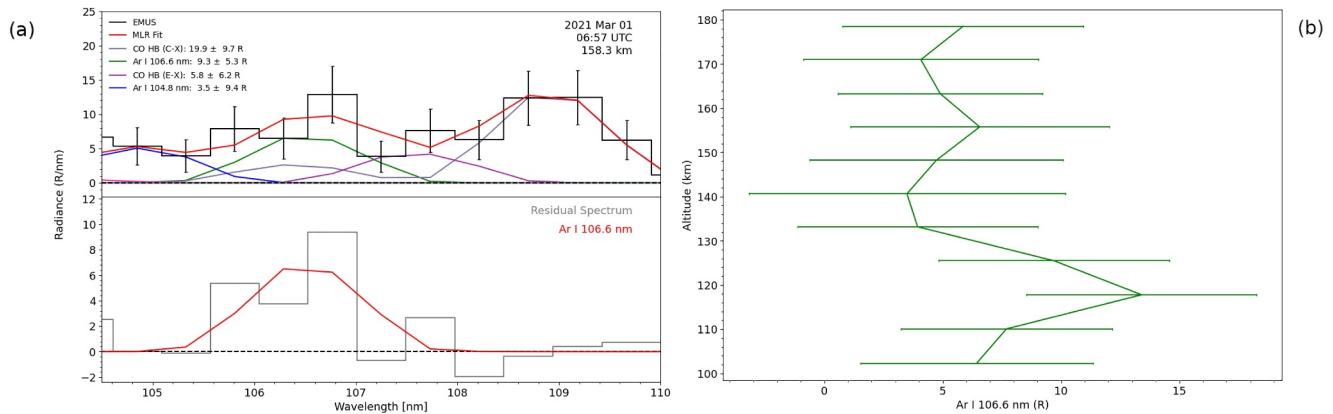 (a)
25
20
15
10
5
0
EMUS
MLR Fit
CO HB (C-X): 19.9 ± 9.7 R
Ar I 106.6 nm: 9.3 ± 5.3 R
CO HB (E-X): 5.8 ± 6.2 R
Ar I 104.8 nm: 3.5 ± 9.4 R
2021 Mar 01
06:57 UTC
158.3 km
Radiance (R/nm)
12
10
8
6
4
2
0
−2
Residual Spectrum
Ar I 106.6 nm
105 106 107 108 109 110
Wavelength [nm]
(b)
180
170
160
150
140
130
120
110
100
Altitude (km)
0 5 10 15
Ar I 106.6 nm (R)